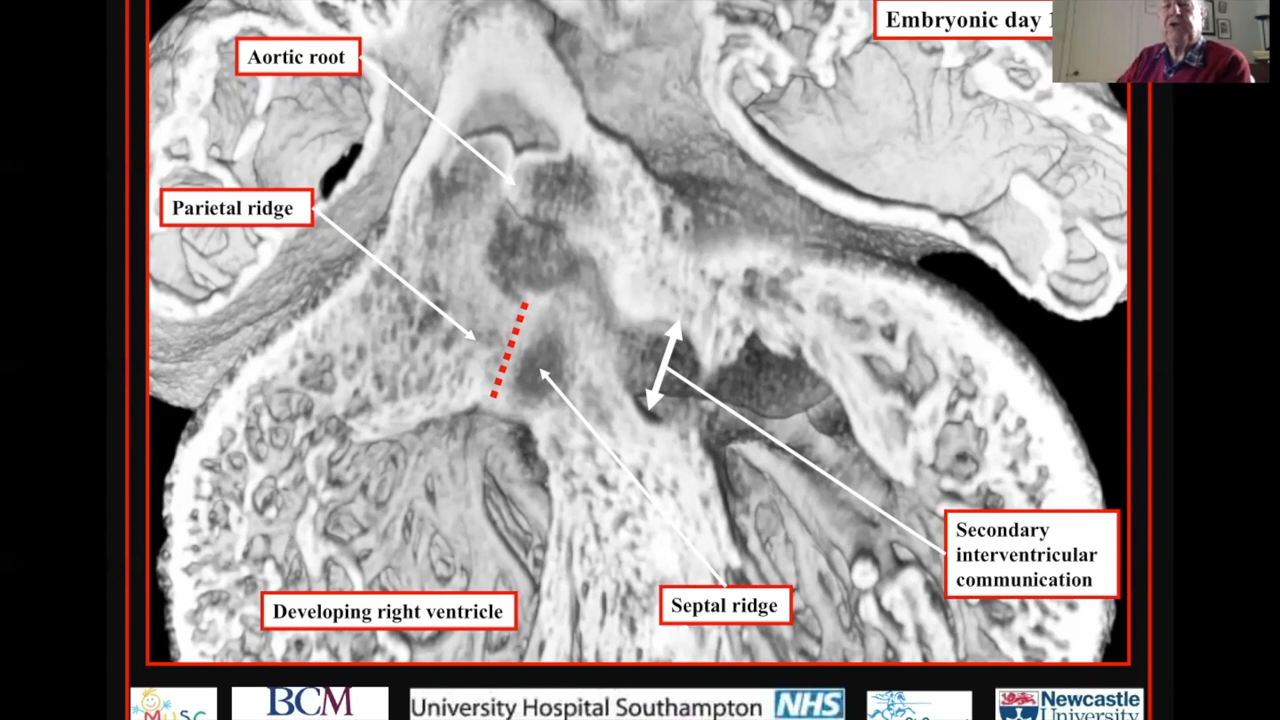 Embryonic day
Aortic root
Parietal ridge
Secondary
interventricular
communication
Septal ridge
Developing right ventricle
MUSC
BCM
University Hospital Southampton
NHS
Newcastle
University